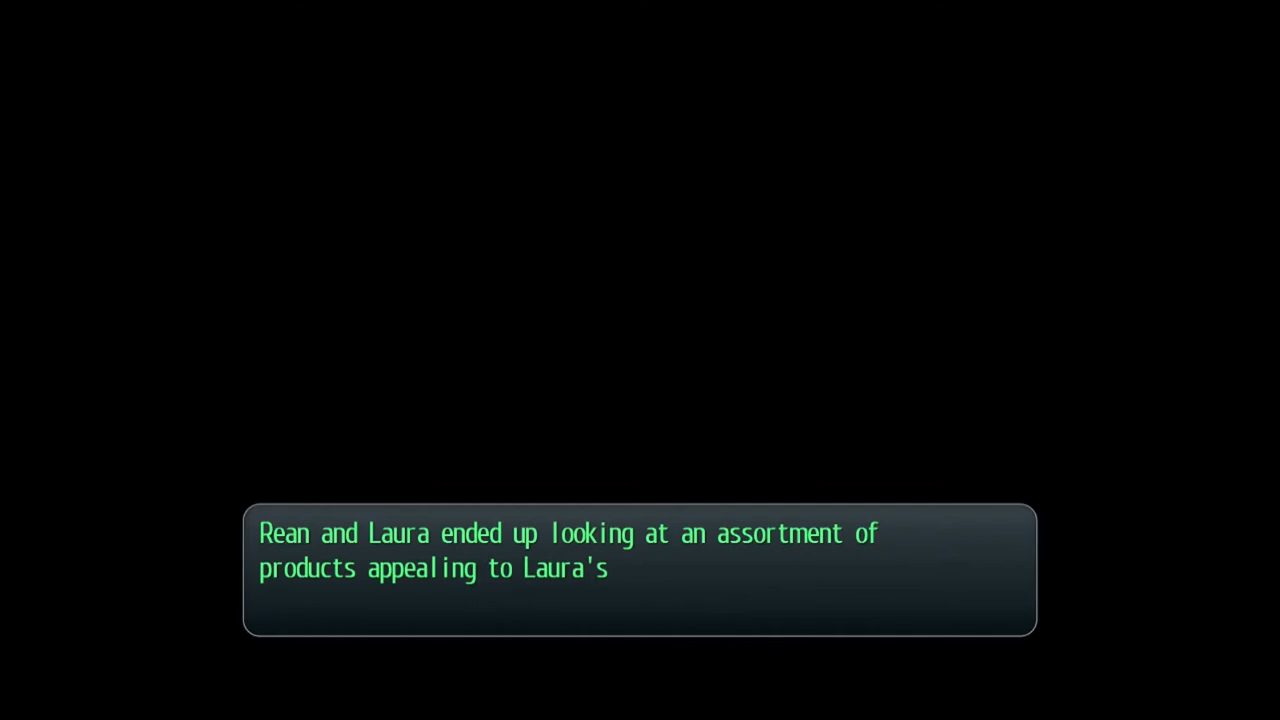 Rean and Laura ended up looking at an assortment of
products appealing to Laura's